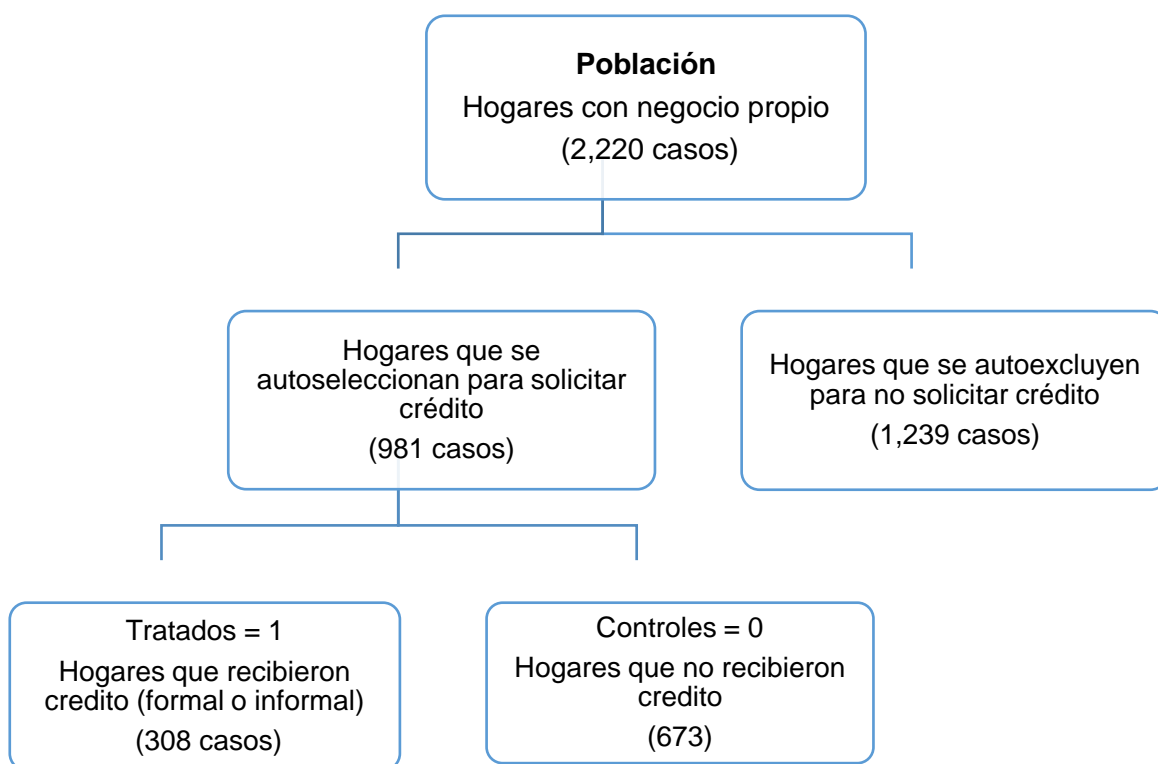 Población
Hogares con negocio propio
(2,220 casos)
Hogares que se
autoseleccionan para solicitar
crédito
(981 casos)
Hogares que se autoexcluyen
para no solicitar crédito
(1,239 casos)
Tratados = 1
Hogares que recibieron
credito (formal o informal)
(308 casos)
Controles = 0
Hogares que no recibieron
credito
(673)